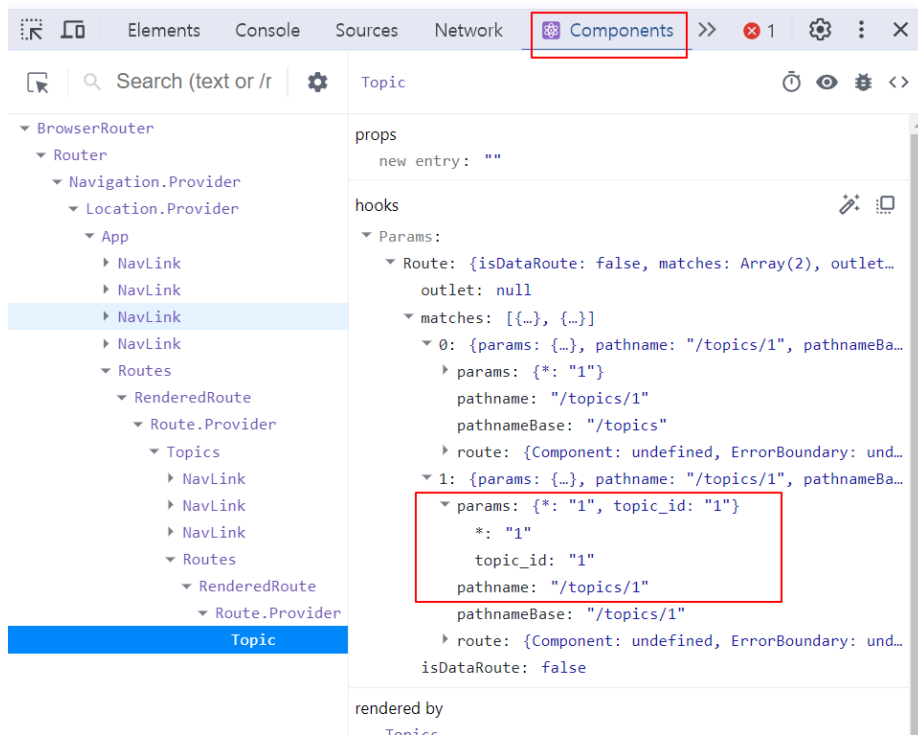 Elements Console Sources Network Components 1
Search (text or /r
Topic
BrowserRouter
Router
Navigation.Provider
Location.Provider
App
NavLink
NavLink
NavLink
NavLink
Routes
RenderedRoute
Route.Provider
Topics
NavLink
NavLink
NavLink
Routes
RenderedRoute
Route.Provider
Topic
props
new entry: ""
hooks
Params:
Route: {isDataRoute: false, matches: Array(2), outlet…
outlet: null
matches: [{…}, {…}]
0: {params: {…}, pathname: "/topics/1", pathnameBa…
params: {*: "1"}
pathname: "/topics/1"
pathnameBase: "/topics"
route: {Component: undefined, ErrorBoundary: und…
1: {params: {…}, pathname: "/topics/1", pathnameBa…
params: {*: "1", topic_id: "1"}
*: "1"
topic_id: "1"
pathname: "/topics/1"
pathnameBase: "/topics/1"
route: {Component: undefined, ErrorBoundary: und…
isDataRoute: false
rendered by
Topics